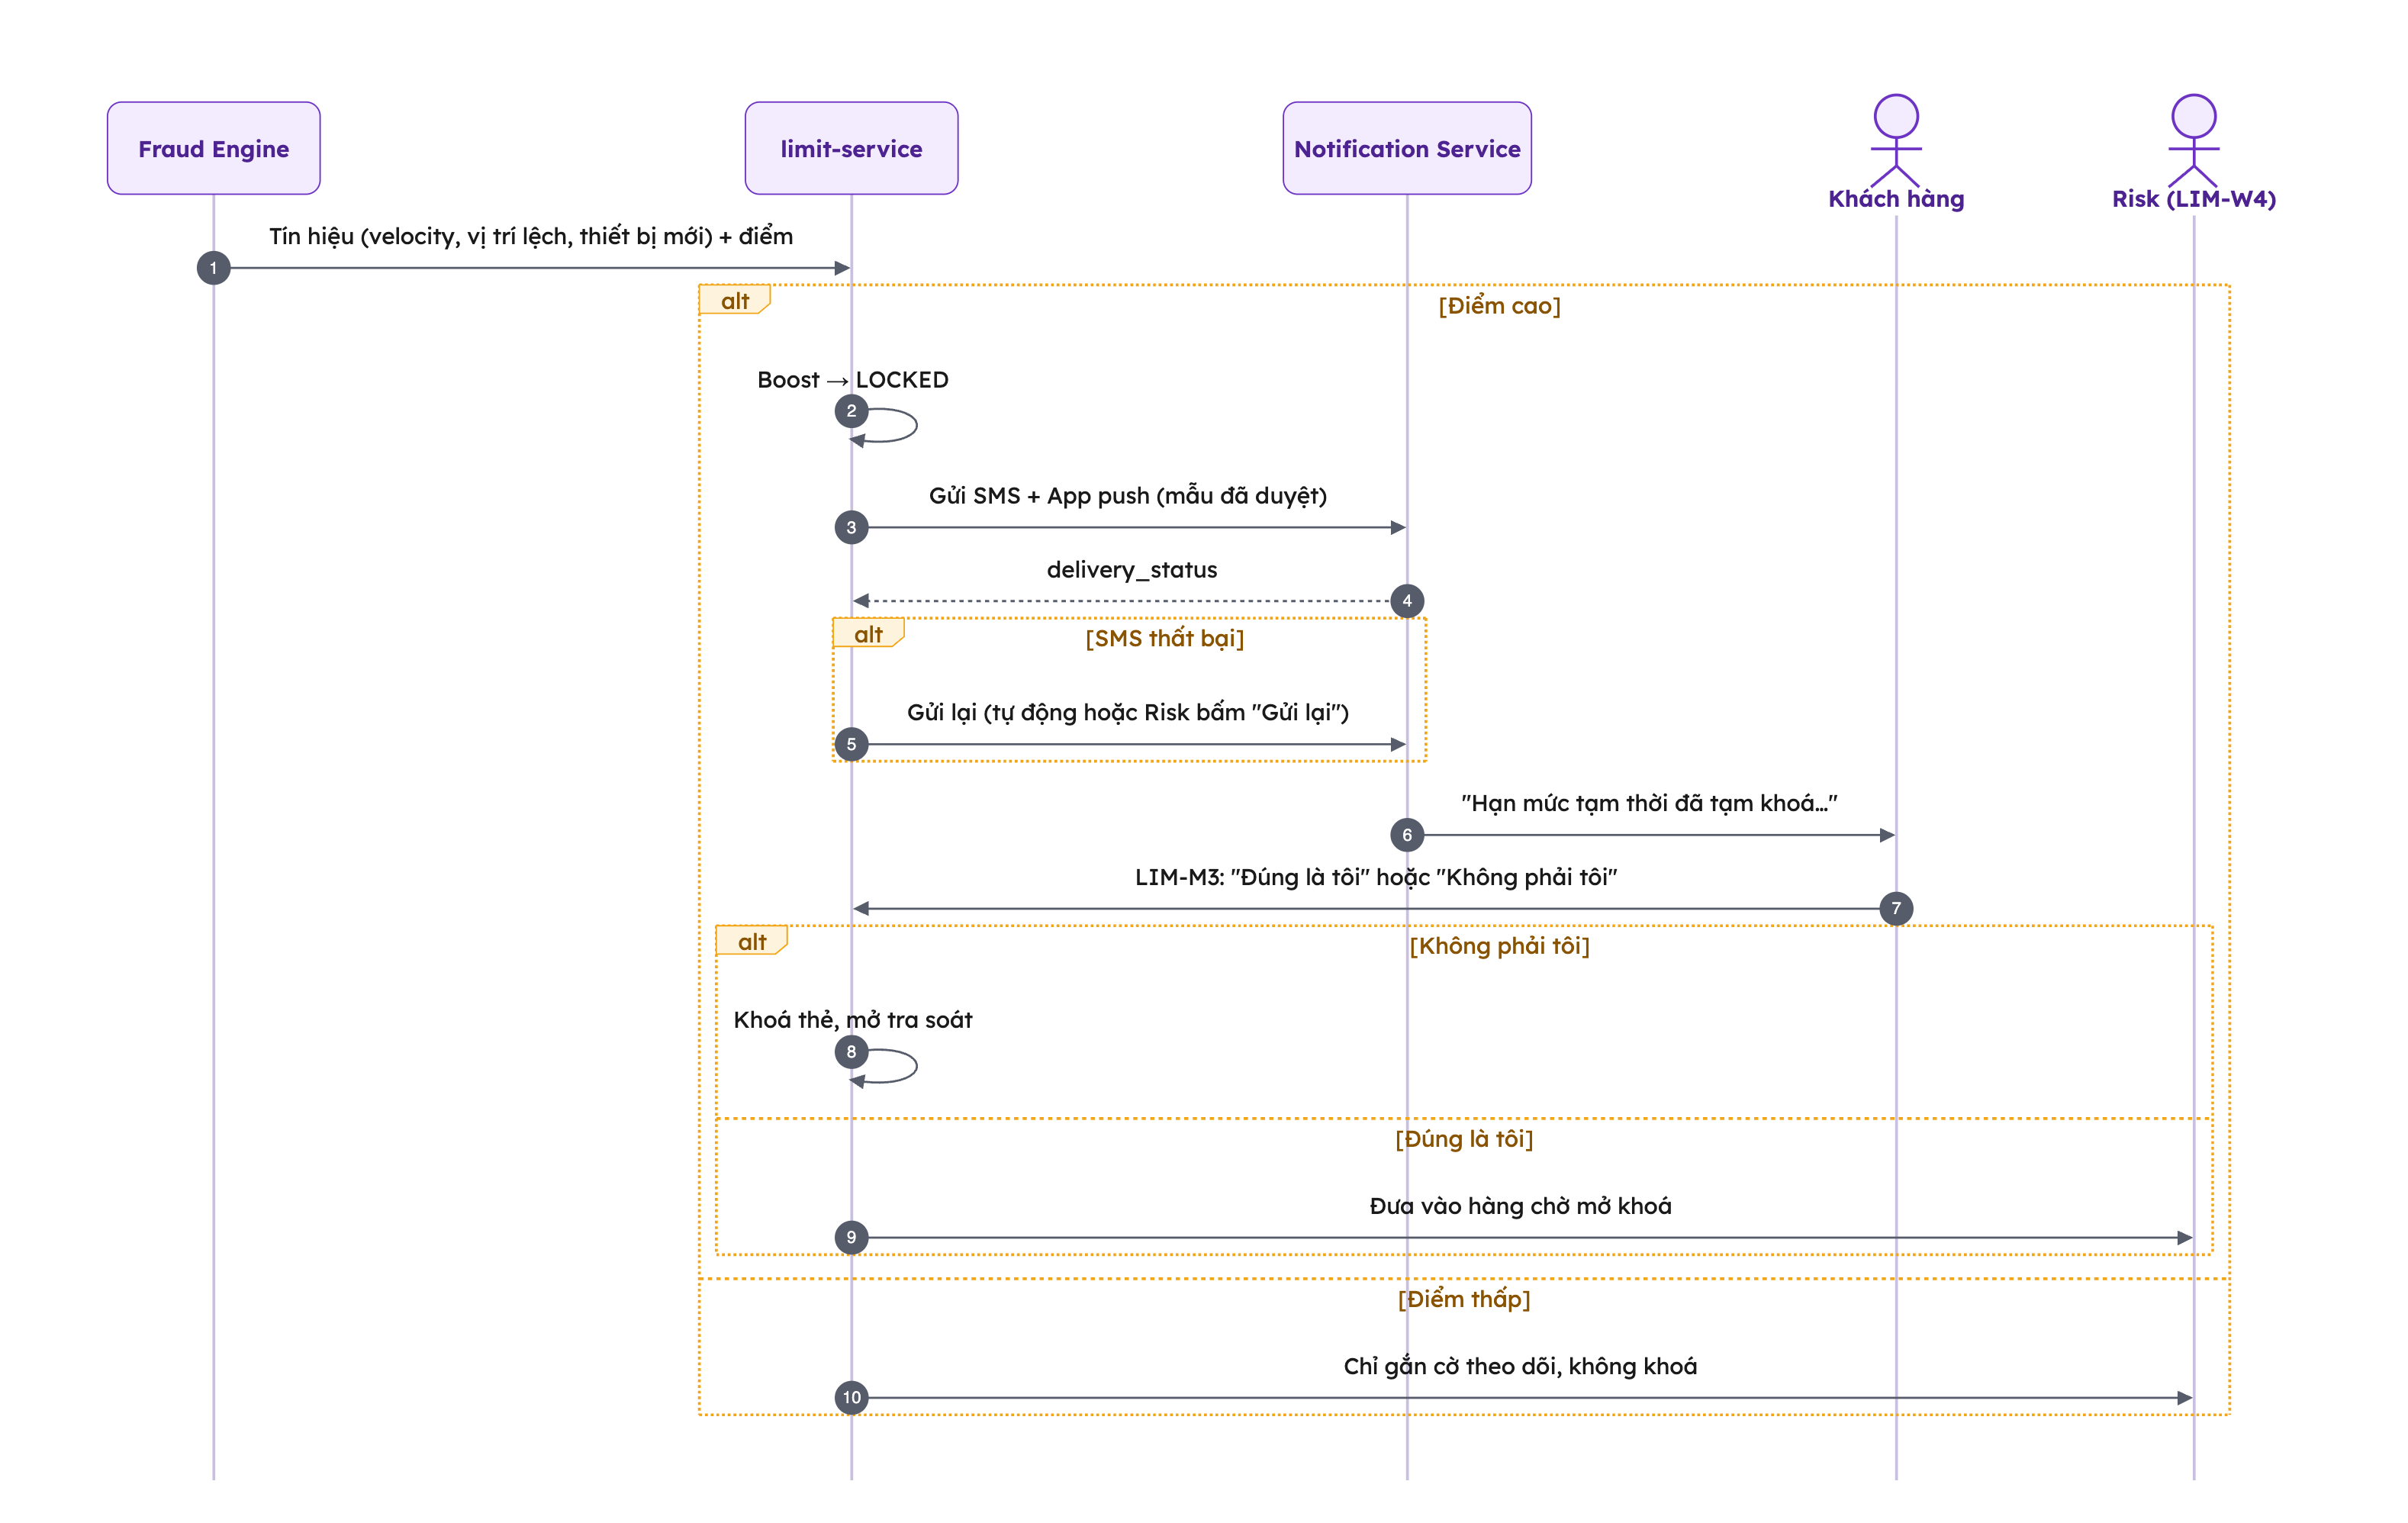 Fraud Engine
limit-service
Notification Service
Khách hàng
Risk (LIM-W4)
Tín hiệu (velocity, vị trí lệch, thiết bị mới) + điểm
1
alt
[Điểm cao]
Boost → LOCKED
2
Gửi SMS + App push (mẫu đã duyệt)
3
delivery_status
4
alt
[SMS thất bại]
Gửi lại (tự động hoặc Risk bấm "Gửi lại")
5
"Hạn mức tạm thời đã tạm khoá…"
6
LIM-M3: "Đúng là tôi" hoặc "Không phải tôi"
7
alt
[Không phải tôi]
Khoá thẻ, mở tra soát
8
[Đúng là tôi]
Đưa vào hàng chờ mở khoá
9
[Điểm thấp]
Chỉ gắn cờ theo dõi, không khoá
10